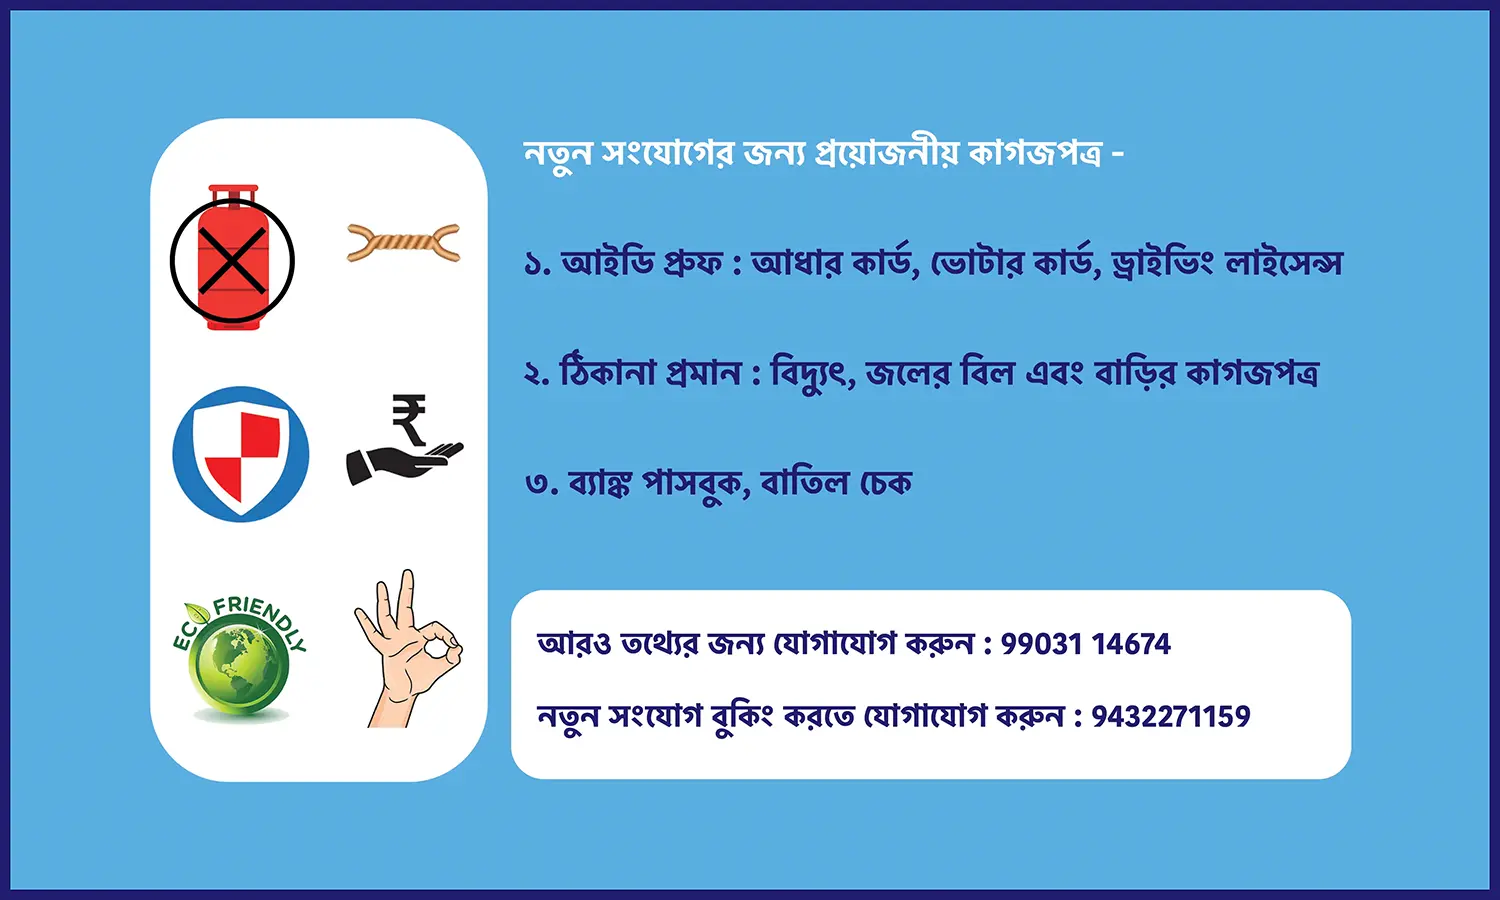 নতুন সংযোগের জন্য প্রয়োজনীয় কাগজপত্র -
১. আইডি প্রুফ : আধার কার্ড, ভোটার কার্ড, ড্রাইভিং লাইসেন্স
২. ঠিকানা প্রমান : বিদ্যুৎ, জলের বিল এবং বাড়ির কাগজপত্র
৩. ব্যাঙ্ক পাসবুক, বাতিল চেক
ECO FRIENDLY
₹
আরও তথ্যের জন্য যোগাযোগ করুন : 99031 14674
নতুন সংযোগ বুকিং করতে যোগাযোগ করুন : 9432271159